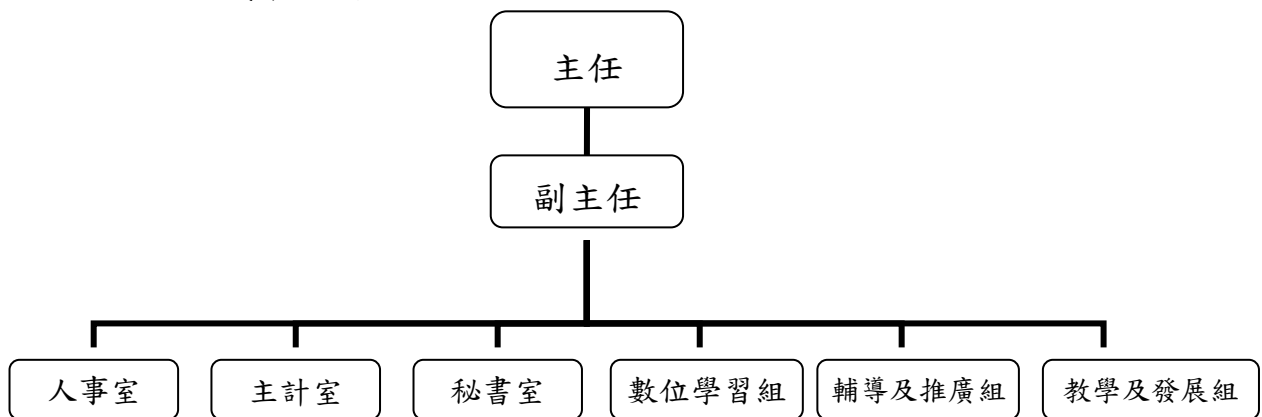 主任
副主任
人事室
主計室
秘書室
數位學習組
輔導及推廣組
教學及發展組